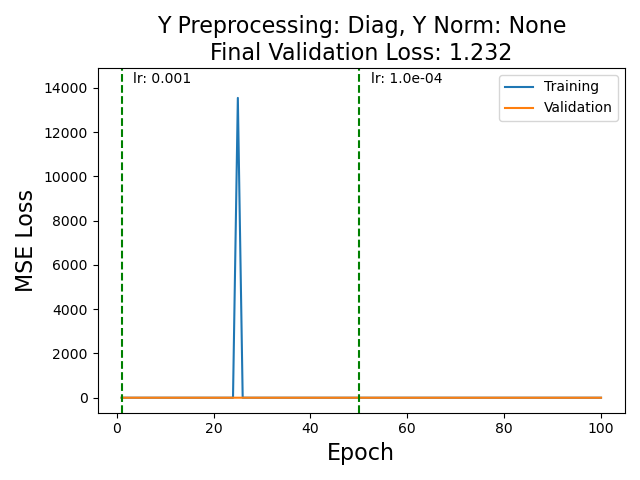 Y Preprocessing: Diag, Y Norm: None
Final Validation Loss: 1.232
lr: 0.001
lr: 1.0e-04
Training
Validation
14000
12000
10000
8000
6000
4000
2000
0
MSE Loss
0
20
40
60
80
100
Epoch